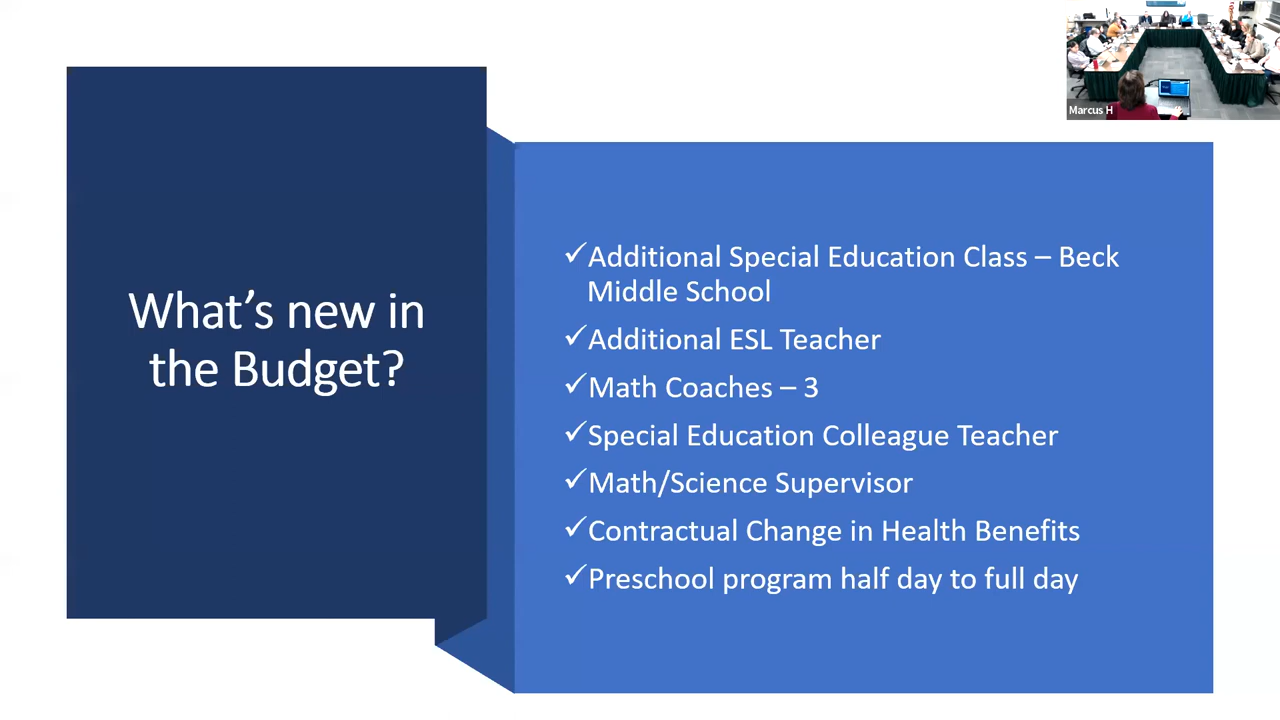 Marcus H
What's new in
the Budget?
✓Additional Special Education Class – Beck
Middle School
✓Additional ESL Teacher
✓Math Coaches – 3
✓Special Education Colleague Teacher
✓Math/Science Supervisor
✓Contractual Change in Health Benefits
✓Preschool program half day to full day